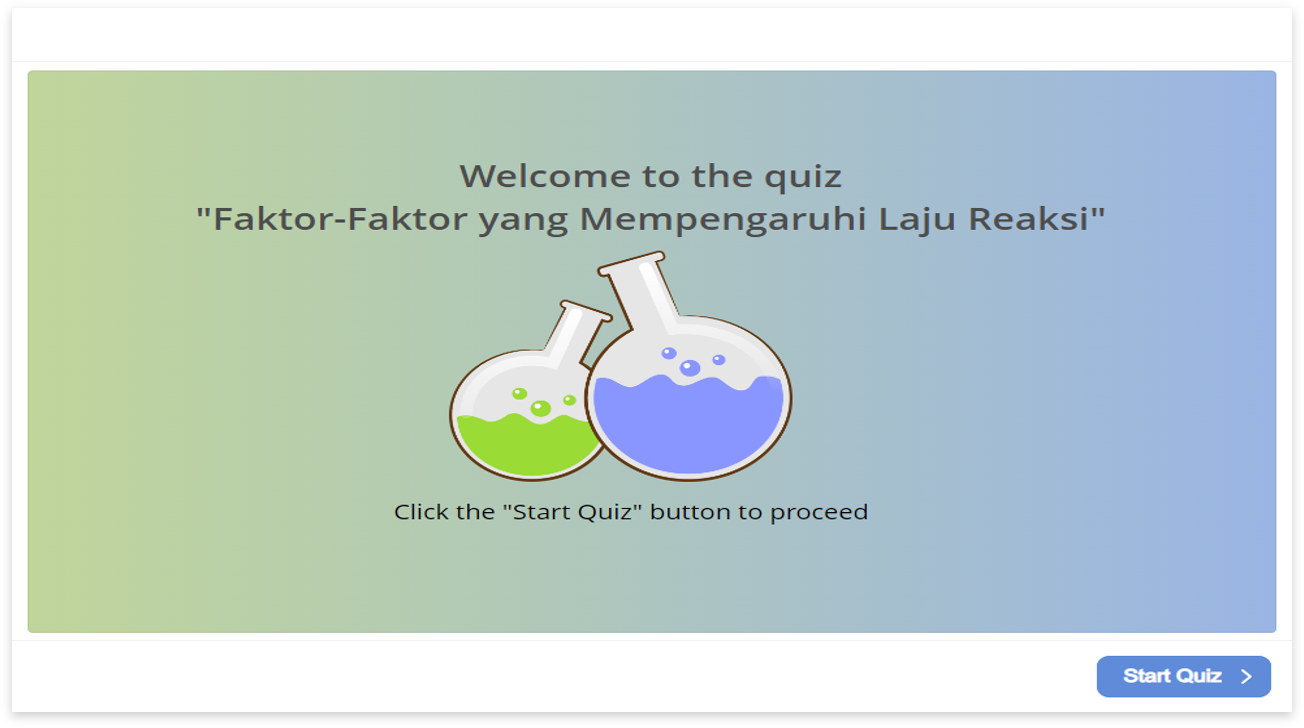 Welcome to the quiz
"Faktor-Faktor yang Mempengaruhi Laju Reaksi"
Click the "Start Quiz" button to proceed
Start Quiz